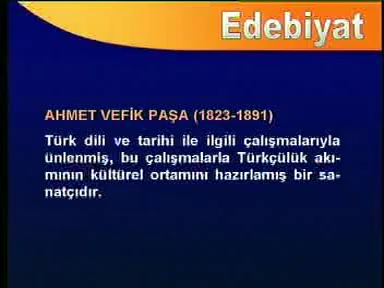 Edebiyat
AHMET VEFİK PAŞA (1823-1891)
Türk dili ve tarihi ile ilgili çalışmalarıyla
ünlenmiş, bu çalışmalarla Türkçülük akı-
mının kültürel ortamını hazırlamış bir sa-
natçıdır.